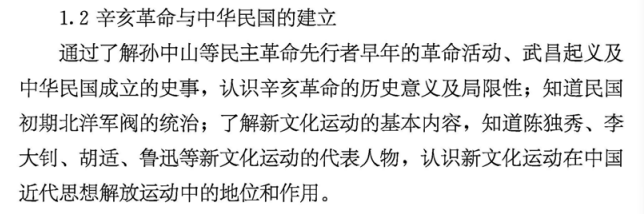 1.2 辛亥革命与中华民国的建立
通过了解孙中山等民主革命先行者早年的革命活动、武昌起义及
中华民国成立的史事，认识辛亥革命的历史意义及局限性；知道民国
初期北洋军阀的统治；了解新文化运动的基本内容，知道陈独秀、李
大钊、胡适、鲁迅等新文化运动的代表人物，认识新文化运动在中国
近代思想解放运动中的地位和作用。